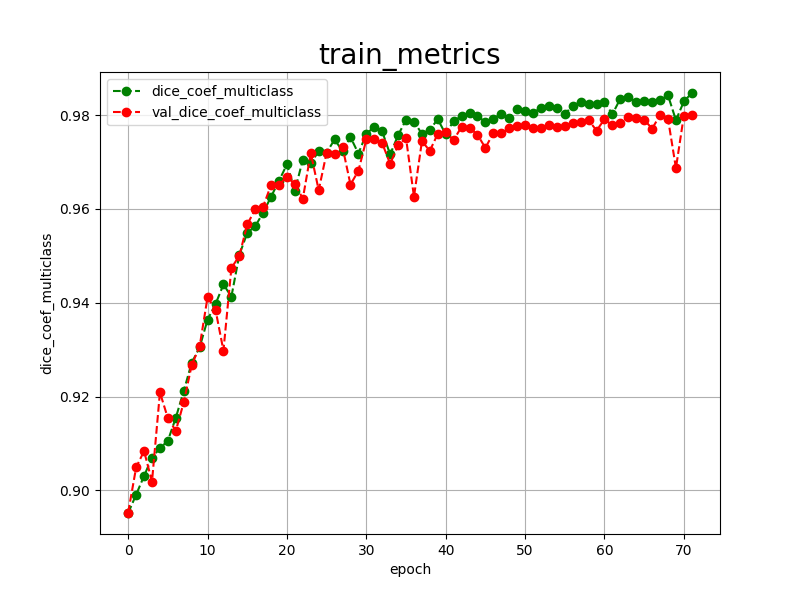 train_metrics
dice_coef_multiclass
val_dice_coef_multiclass
dice_coef_multiclass
0.98
0.96
0.94
0.92
0.90
0 10 20 30 40 50 60 70
epoch